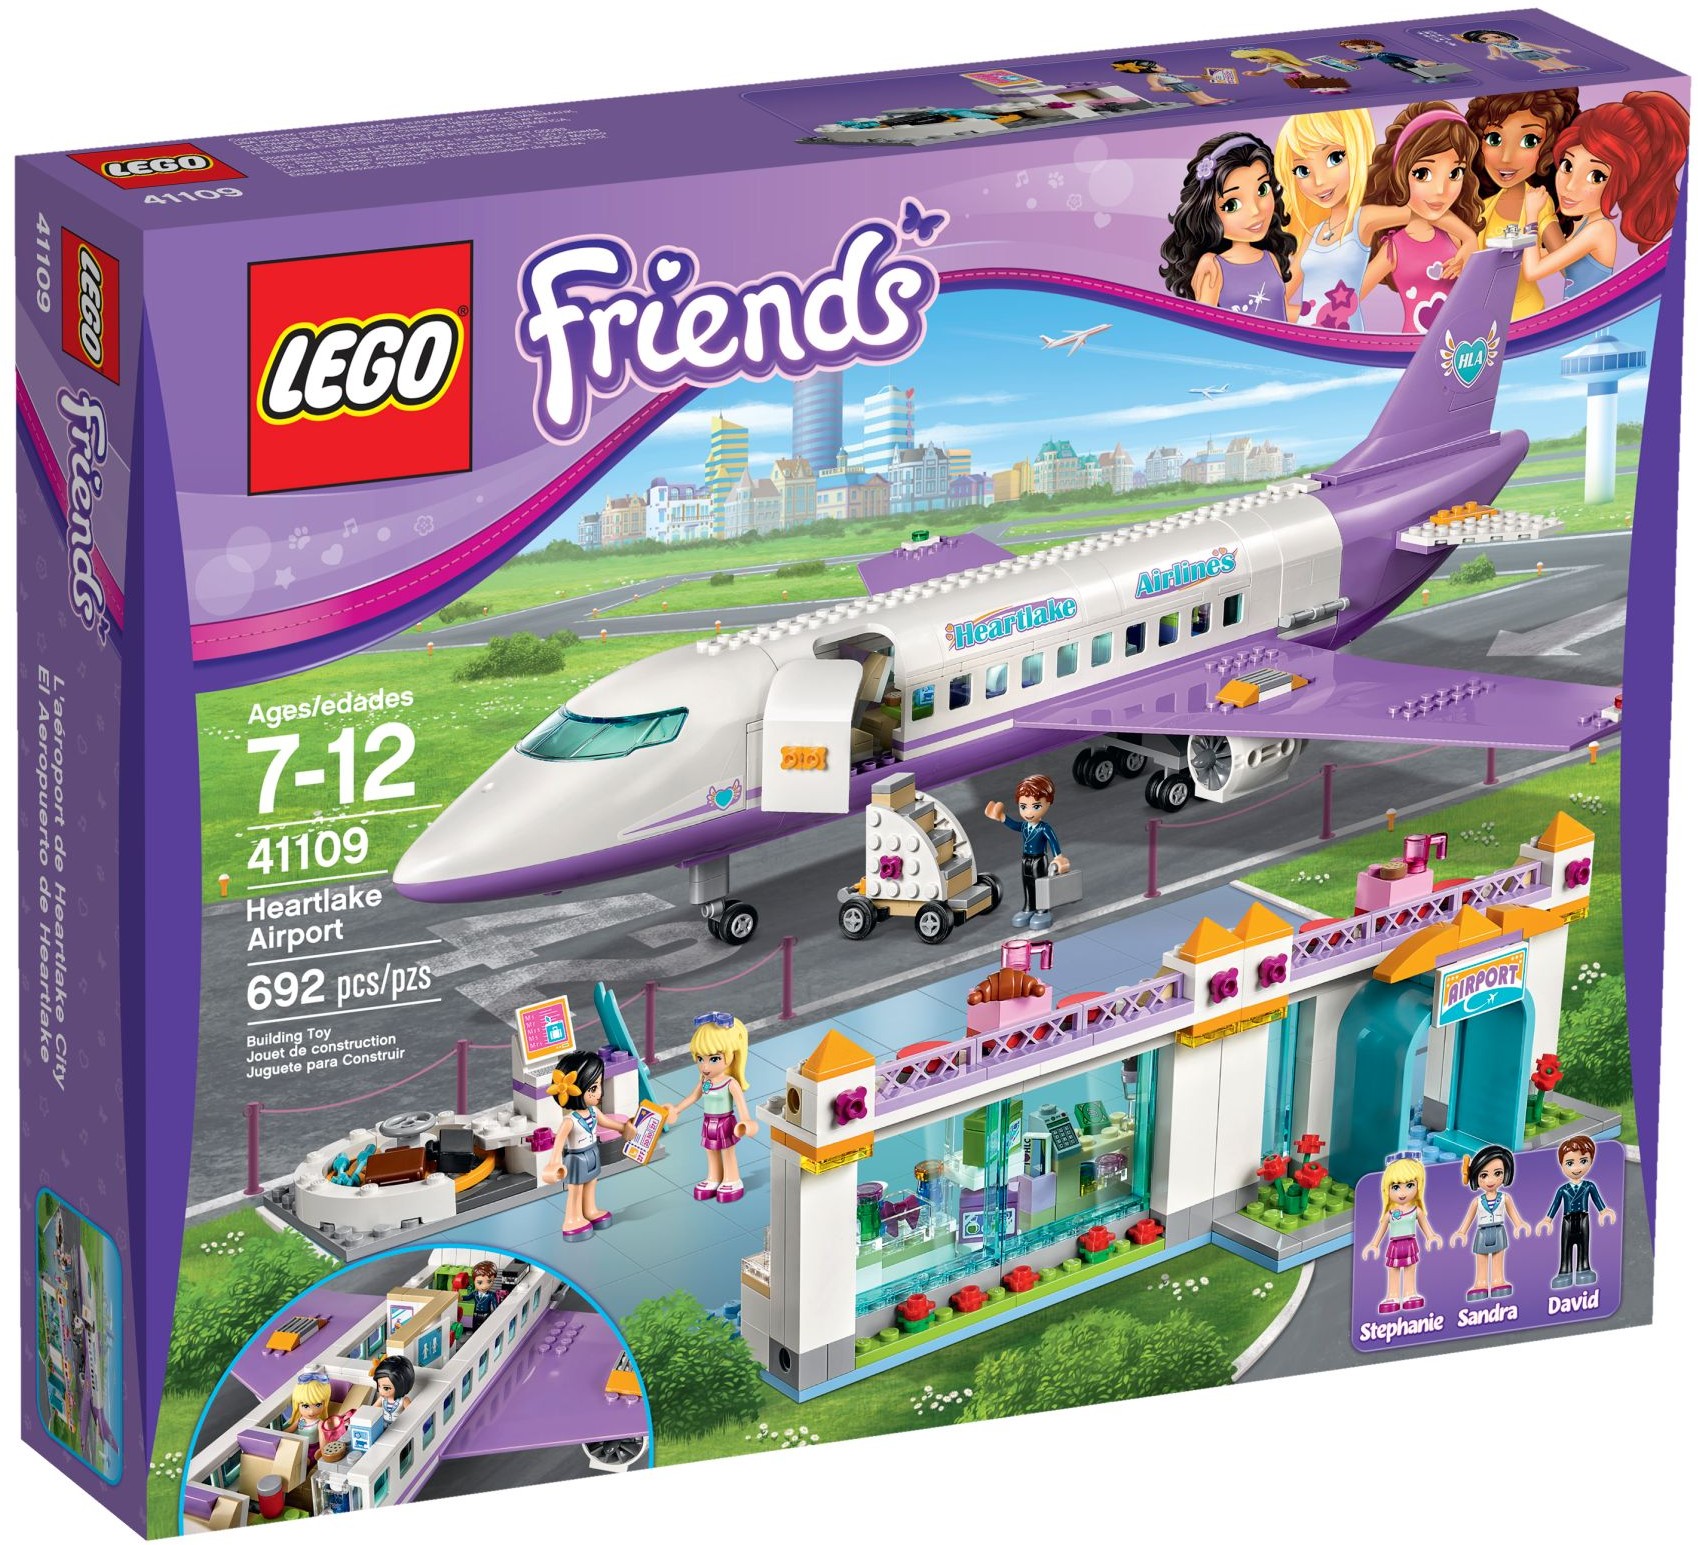 LEGO
41109
LEGO
41109
Friends
L'aéroport de Heartlake City
El Aeropuerto de Heartlake
LEGO®
Friends
HLA
Heartlake
Airlines
Ages/edades
7-12
41109
Heartlake
Airport
692 pcs/pzs
Building Toy
Jouet de construction
Juguete para Construir
AIRPORT
Stephanie
Sandra
David